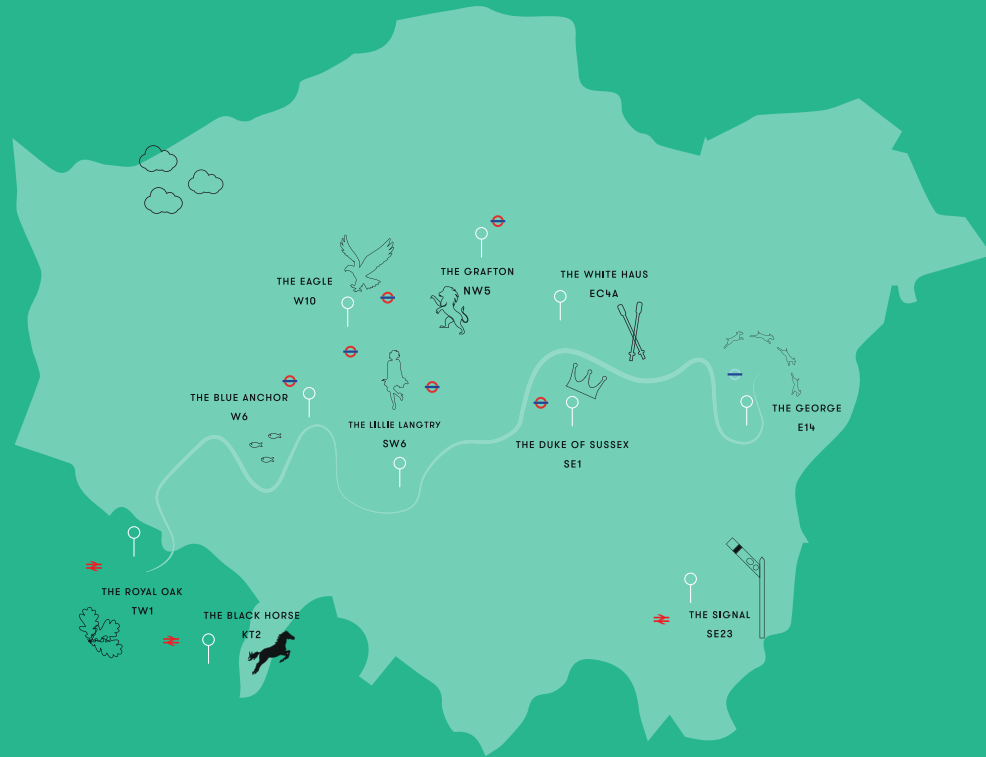 THE GRAFTON
NW5
THE EAGLE
W10
THE WHITE HAUS
EC4A
THE BLUE ANCHOR
W6
THE LILLIE LANGTRY
SW6
THE GEORGE
E14
THE DUKE OF SUSSEX
SE1
THE ROYAL OAK
TW1
THE BLACK HORSE
KT2
THE SIGNAL
SE23